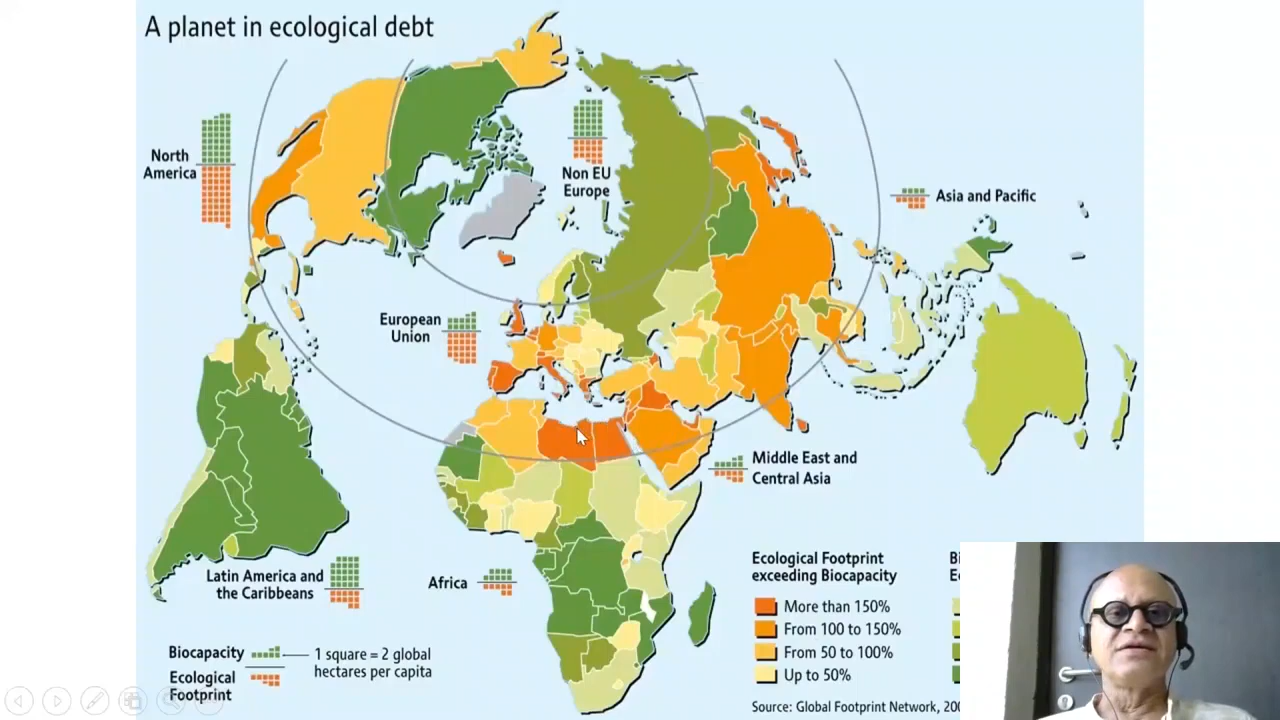 A planet in ecological debt
North
America
Non EU
Europe
Asia and Pacific
European
Union
Middle East and
Central Asia
Latin America and
the Caribbeans
Africa
Biocapacity
Ecological
Footprint
1 square = 2 global
hectares per capita
Ecological Footprint
exceeding Biocapacity
More than 150%
From 100 to 150%
From 50 to 100%
Up to 50%
Source: Global Footprint Network,